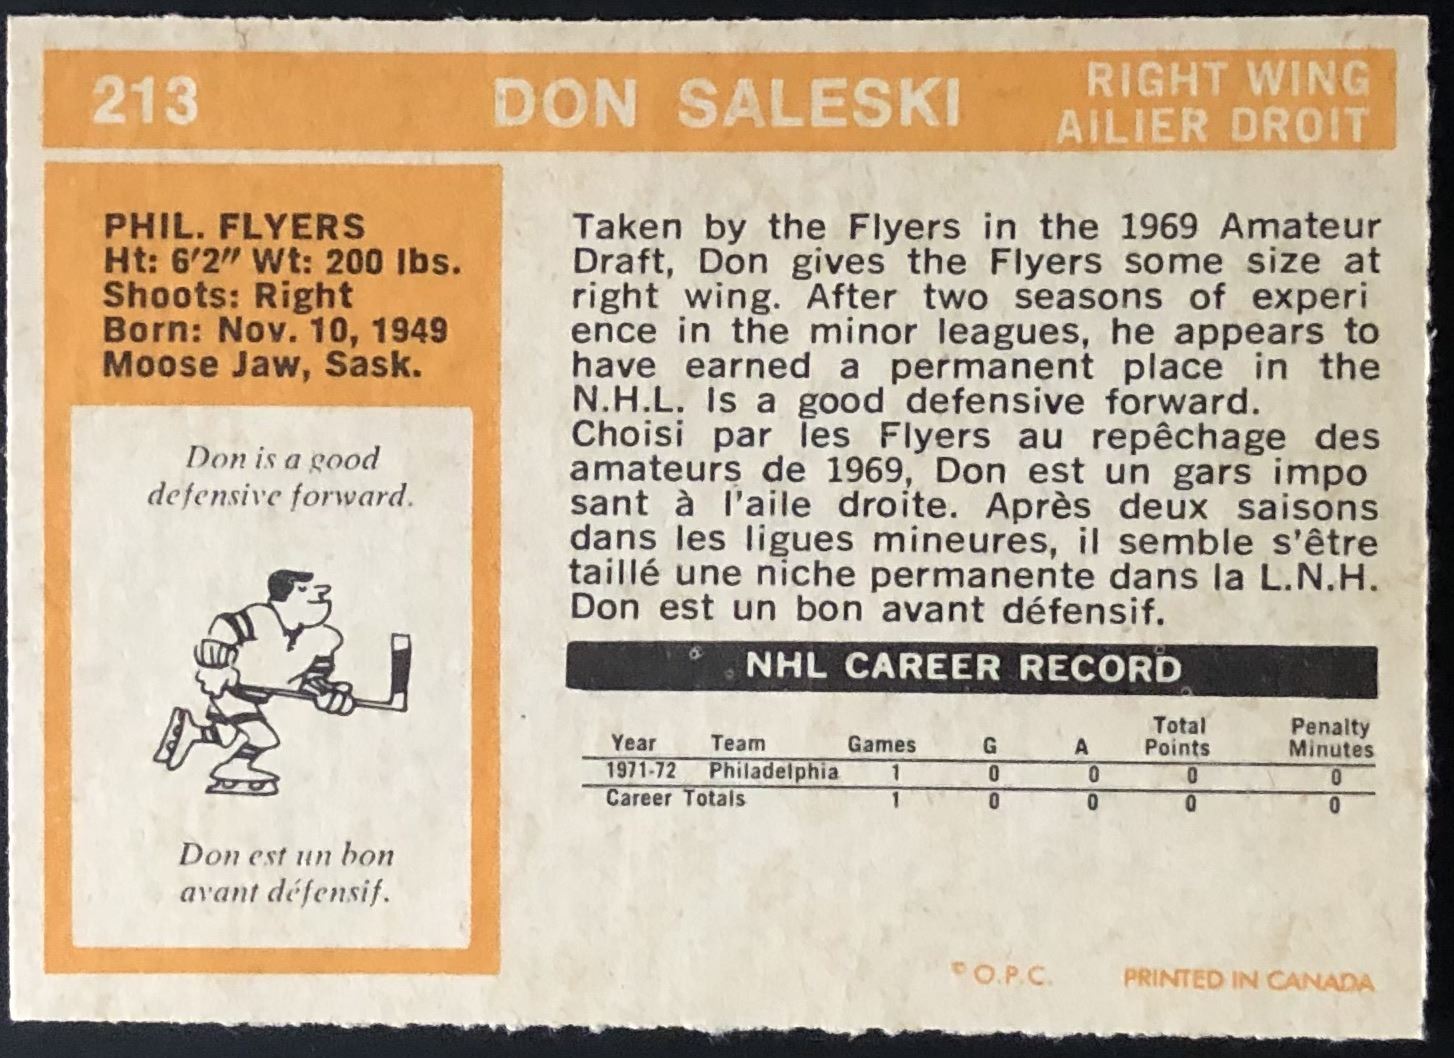 213
DON SALESKI
RIGHT WING
AILIER DROIT
PHIL. FLYERS
Ht: 6'2" Wt: 200 lbs.
Shoots: Right
Born: Nov. 10, 1949
Moose Jaw, Sask.
Don is a good
defensive forward.
Don est un bon
avant défensif.
Taken by the Flyers in the 1969 Amateur
Draft, Don gives the Flyers some size at
right wing. After two seasons of experi
ence in the minor leagues, he appears to
have earned a permanent place in the
N.H.L. Is a good defensive forward.
Choisi par les Flyers au repêchage des
amateurs de 1969, Don est un gars impo
sant à l'aile droite. Après deux saisons
dans les ligues mineures, il semble s'être
taillé une niche permanente dans la L.N.H.
Don est un bon avant défensif.
NHL CAREER RECORD
Year Team Games G A Total Points Penalty Minutes
1971-72 Philadelphia 1 0 0 0 0
Career Totals 1 0 0 0 0
© O.P.C. PRINTED IN CANADA